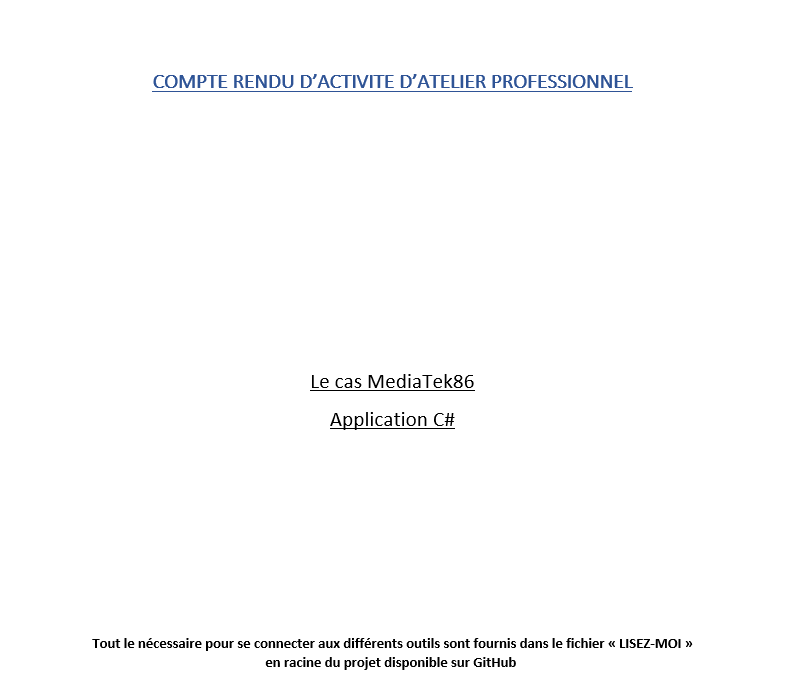 COMPTE RENDU D’ACTIVITE D’ATELIER PROFESSIONNEL
Le cas MediaTek86
Application C#
Tout le nécessaire pour se connecter aux différents outils sont fournis dans le fichier « LISEZ-MOI »
en racine du projet disponible sur GitHub